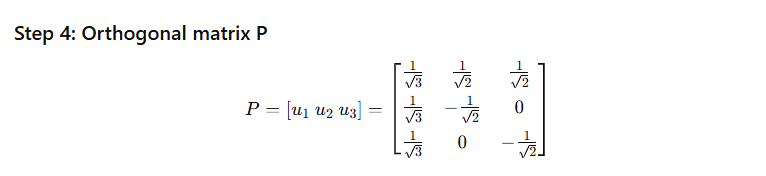 Step 4: Orthogonal matrix P
P = [u₁ u₂ u₃] = [ 1/√3 1/√2 1/√2
1/√3 −1/√2 0
1/√3 0 −1/√2 ]